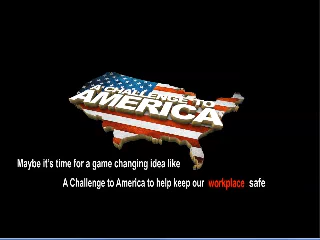 A CHALLENGE TO
AMERICA
Maybe it's time for a game changing idea like
A Challenge to America to help keep our workplace safe